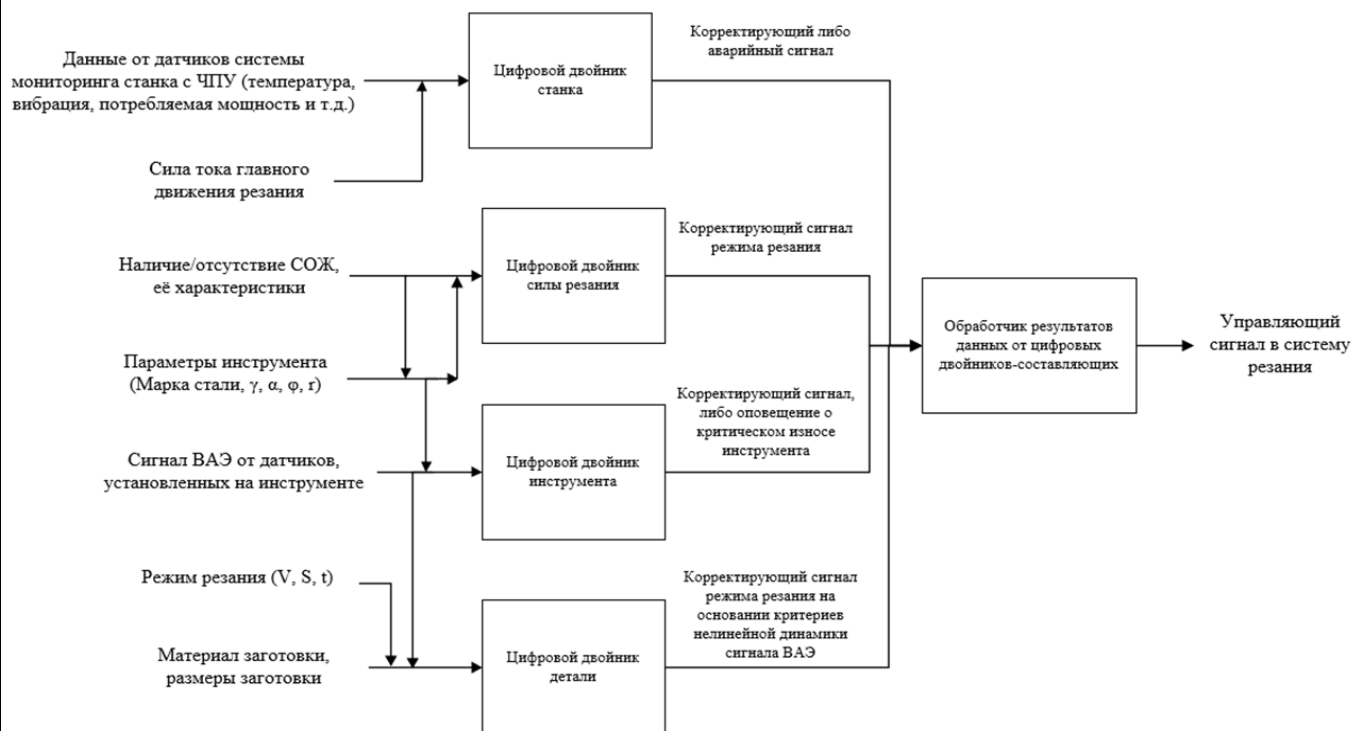 Данные от датчиков системы
мониторинга станка с ЧПУ (температура,
вибрация, потребляемая мощность и т.д.)
Сила тока главного
движения резания
Цифровой двойник
станка
Корректирующий либо
аварийный сигнал
Наличие/отсутствие СОЖ,
её характеристики
Параметры инструмента
(Марка стали, γ, α, φ, r)
Цифровой двойник
силы резания
Корректирующий сигнал
режима резания
Сигнал ВАЭ от датчиков,
установленных на инструменте
Цифровой двойник
инструмента
Корректирующий сигнал,
либо оповещение о
критическом износе
инструмента
Режим резания (V, S, t)
Материал заготовки,
размеры заготовки
Цифровой двойник
детали
Корректирующий сигнал
режима резания на
основании критериев
нелинейной динамики
сигнала ВАЭ
Обработчик результатов
данных от цифровых
двойников-составляющих
Управляющий
сигнал в систему
резания